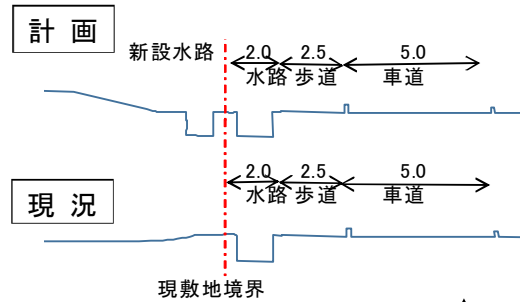 計 画
新設水路
2.0 2.5 5.0
水路 歩道 車道
現 況
2.0 2.5 5.0
水路 歩道 車道
現敷地境界